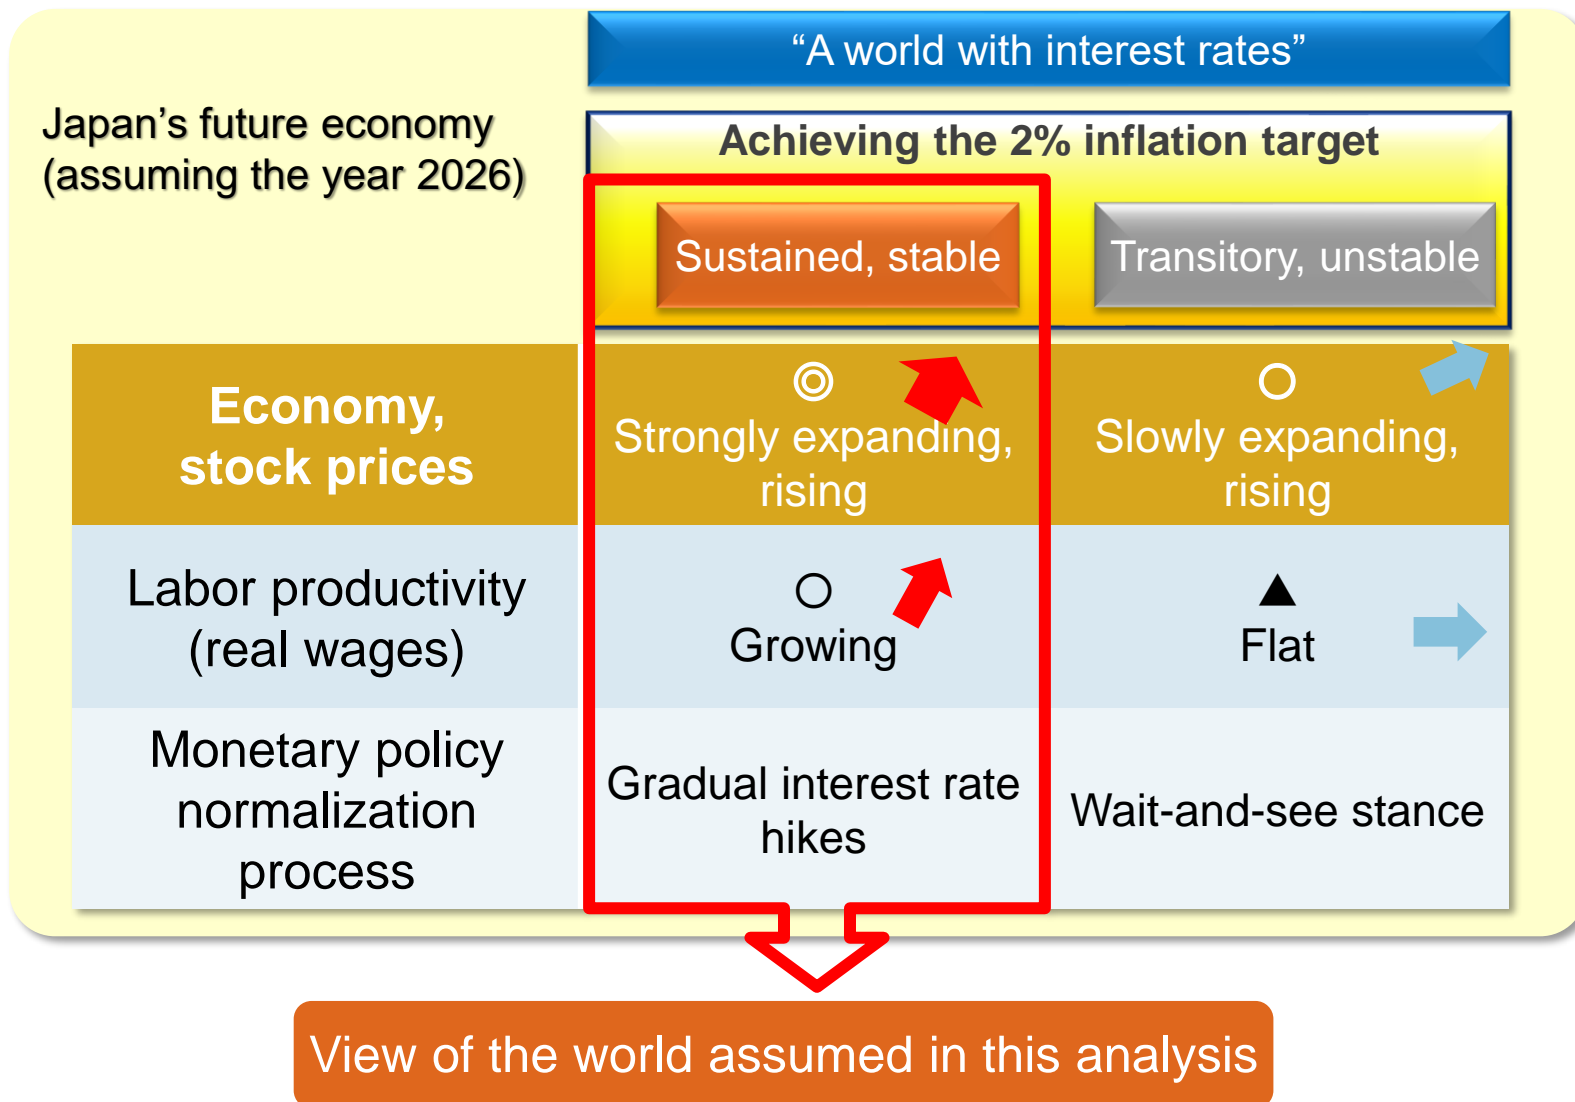 “A world with interest rates”
Japan’s future economy
(assuming the year 2026)
Achieving the 2% inflation target
Sustained, stable
Transitory, unstable
Economy,
stock prices
◎
Strongly expanding,
rising
○
Slowly expanding,
rising
Labor productivity
(real wages)
○
Growing
▲
Flat
Monetary policy
normalization
process
Gradual interest rate
hikes
Wait-and-see stance
View of the world assumed in this analysis